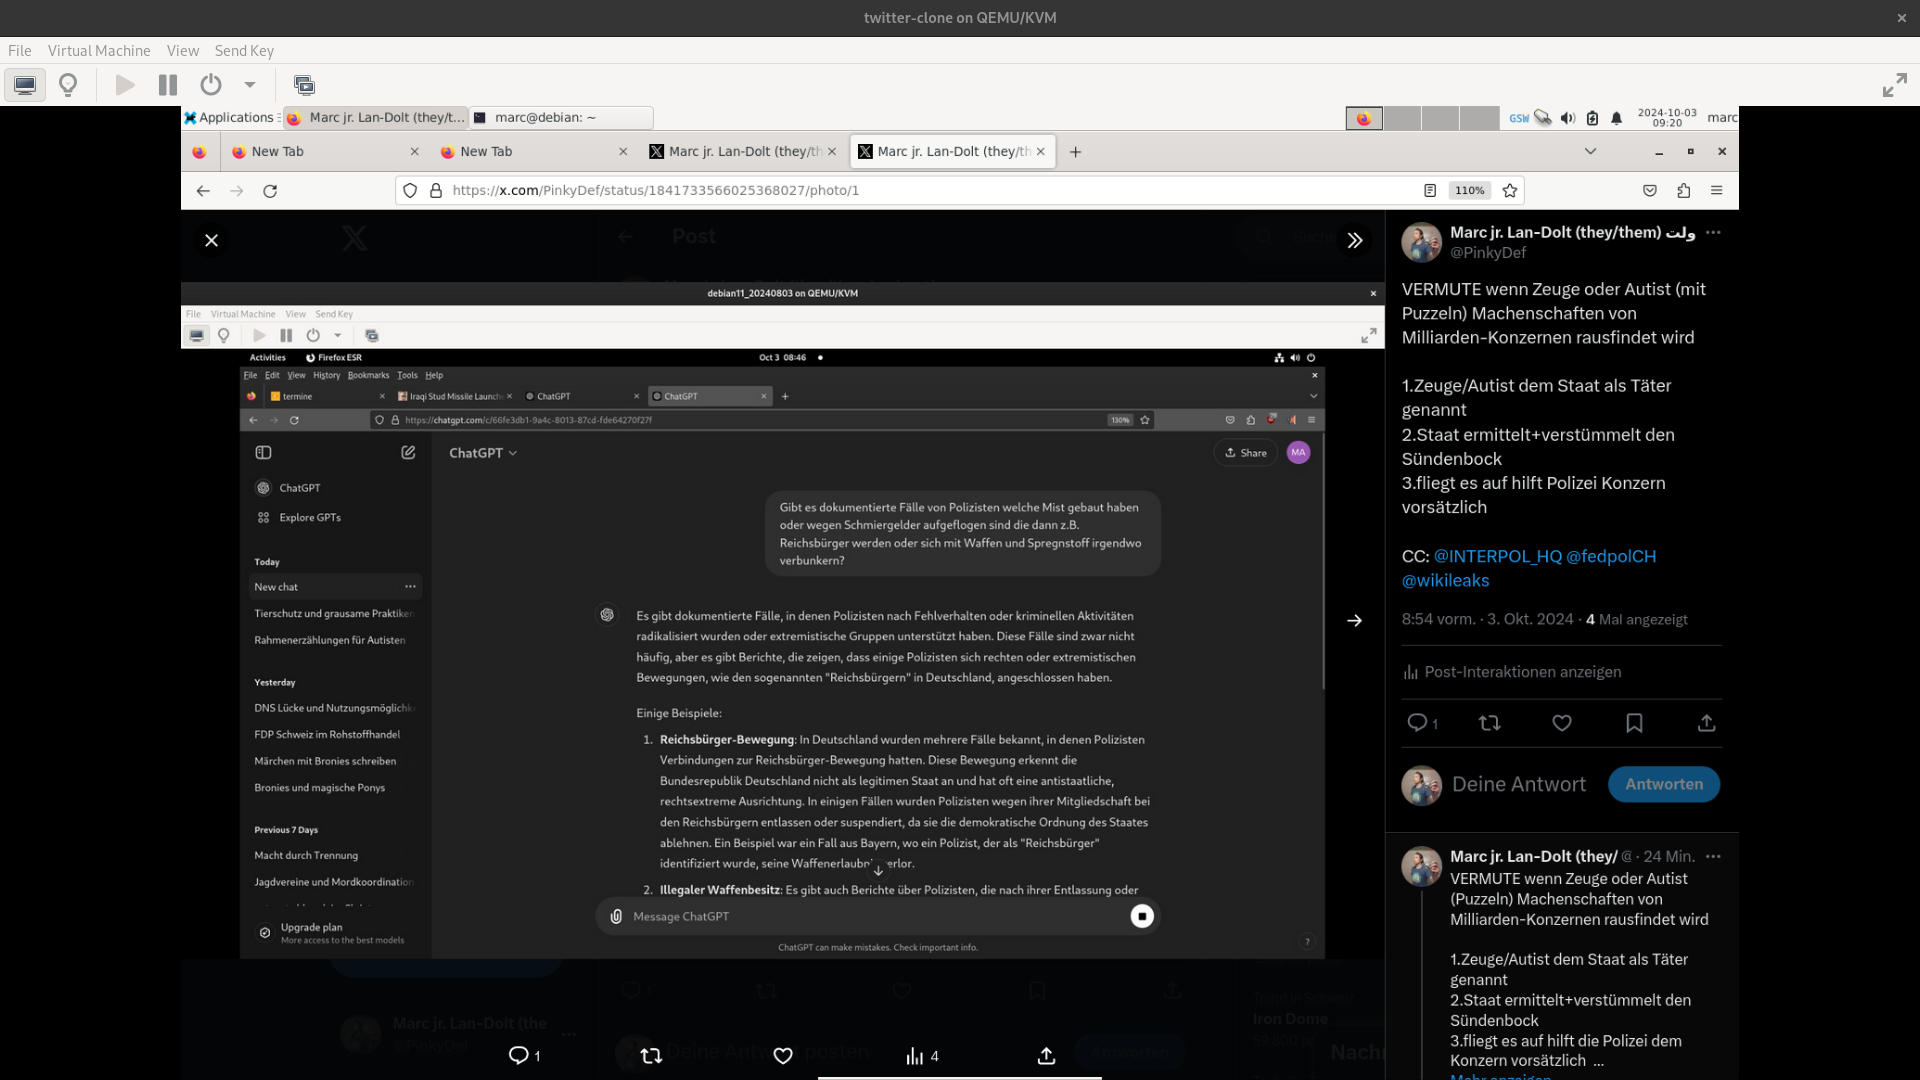 twitter-clone on QEMU/KVM
File Virtual Machine View Send Key
Applications
Marc jr. Lan-Dolt (they/t...
marc@debian: ~
GSW
2024-10-03
09:20
marc
New Tab
New Tab
Marc jr. Lan-Dolt (they/th
Marc jr. Lan-Dolt (they/th
https://x.com/PinkyDef/status/1841733566025368027/photo/1
110%
Post
debian11_20240803 on QEMU/KVM
File Virtual Machine View Send Key
Activities Firefox ESR Oct 3 08:46
File Edit View History Bookmarks Tools Help
termine
Iraqi Stud Missile Launch
ChatGPT
ChatGPT
https://chatgpt.com/c/66fe3db1-9a4c-8013-87cd-fde64270f27f
130%
ChatGPT
Share
MA
ChatGPT
Explore GPTs
Today
New chat
Tierschutz und grausame Praktiken
Rahmenerzählungen für Autisten
Yesterday
DNS Lücke und Nutzungsmöglichk
FDP Schweiz im Rohstoffhandel
Märchen mit Bronies schreiben
Bronies und magische Ponys
Previous 7 Days
Macht durch Trennung
Jagdvereine und Mordkoordination
Upgrade plan
More access to the best models
Gibt es dokumentierte Fälle von Polizisten welche Mist gebaut haben
oder wegen Schmiergelder aufgeflogen sind die dann z.B.
Reichsbürger werden oder sich mit Waffen und Spregnstoff irgendwo
verbunkern?
Es gibt dokumentierte Fälle, in denen Polizisten nach Fehlverhalten oder kriminellen Aktivitäten
radikalisiert wurden oder extremistische Gruppen unterstützt haben. Diese Fälle sind zwar nicht
häufig, aber es gibt Berichte, die zeigen, dass einige Polizisten sich rechten oder extremistischen
Bewegungen, wie den sogenannten "Reichsbürgern" in Deutschland, angeschlossen haben.
Einige Beispiele:
1. Reichsbürger-Bewegung: In Deutschland wurden mehrere Fälle bekannt, in denen Polizisten
Verbindungen zur Reichsbürger-Bewegung hatten. Diese Bewegung erkennt die
Bundesrepublik Deutschland nicht als legitimen Staat an und hat oft eine antistaatliche,
rechtsextreme Ausrichtung. In einigen Fällen wurden Polizisten wegen ihrer Mitgliedschaft bei
den Reichsbürgern entlassen oder suspendiert, da sie die demokratische Ordnung des Staates
ablehnen. Ein Beispiel war ein Fall aus Bayern, wo ein Polizist, der als "Reichsbürger"
identifiziert wurde, seine Waffenerlaubnis verlor.
2. Illegaler Waffenbesitz: Es gibt auch Berichte über Polizisten, die nach ihrer Entlassung oder
Message ChatGPT
ChatGPT can make mistakes. Check important info.
?
Marc jr. Lan-Dolt (the
@PinkyDef
Deine Antwort posten
Antworten
Iron Dome
Nachr
1
4
Marc jr. Lan-Dolt (they/them) ولت
@PinkyDef
VERMUTE wenn Zeuge oder Autist (mit
Puzzeln) Machenschaften von
Milliarden-Konzernen rausfindet wird
1.Zeuge/Autist dem Staat als Täter
genannt
2.Staat ermittelt+verstümmelt den
Sündenbock
3.fliegt es auf hilft Polizei Konzern
vorsätzlich
CC: @INTERPOL_HQ @fedpolCH
@wikileaks
8:54 vorm. · 3. Okt. 2024 · 4 Mal angezeigt
Post-Interaktionen anzeigen
1
Deine Antwort
Antworten
Marc jr. Lan-Dolt (they/ @ · 24 Min.
VERMUTE wenn Zeuge oder Autist
(Puzzeln) Machenschaften von
Milliarden-Konzernen rausfindet wird
1.Zeuge/Autist dem Staat als Täter
genannt
2.Staat ermittelt+verstümmelt den
Sündenbock
3.fliegt es auf hilft die Polizei dem
Konzern vorsätzlich ...
Mehr anzeigen